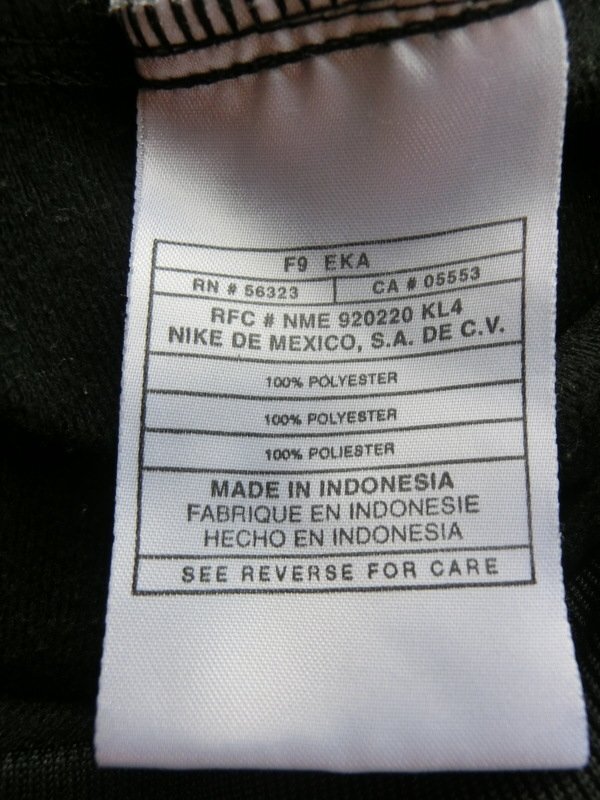 F9 EKA
RN # 56323 CA # 05553
RFC # NME 920220 KL4
NIKE DE MEXICO, S.A. DE C.V.
100% POLYESTER
100% POLYESTER
100% POLIESTER
MADE IN INDONESIA
FABRIQUE EN INDONESIE
HECHO EN INDONESIA
SEE REVERSE FOR CARE